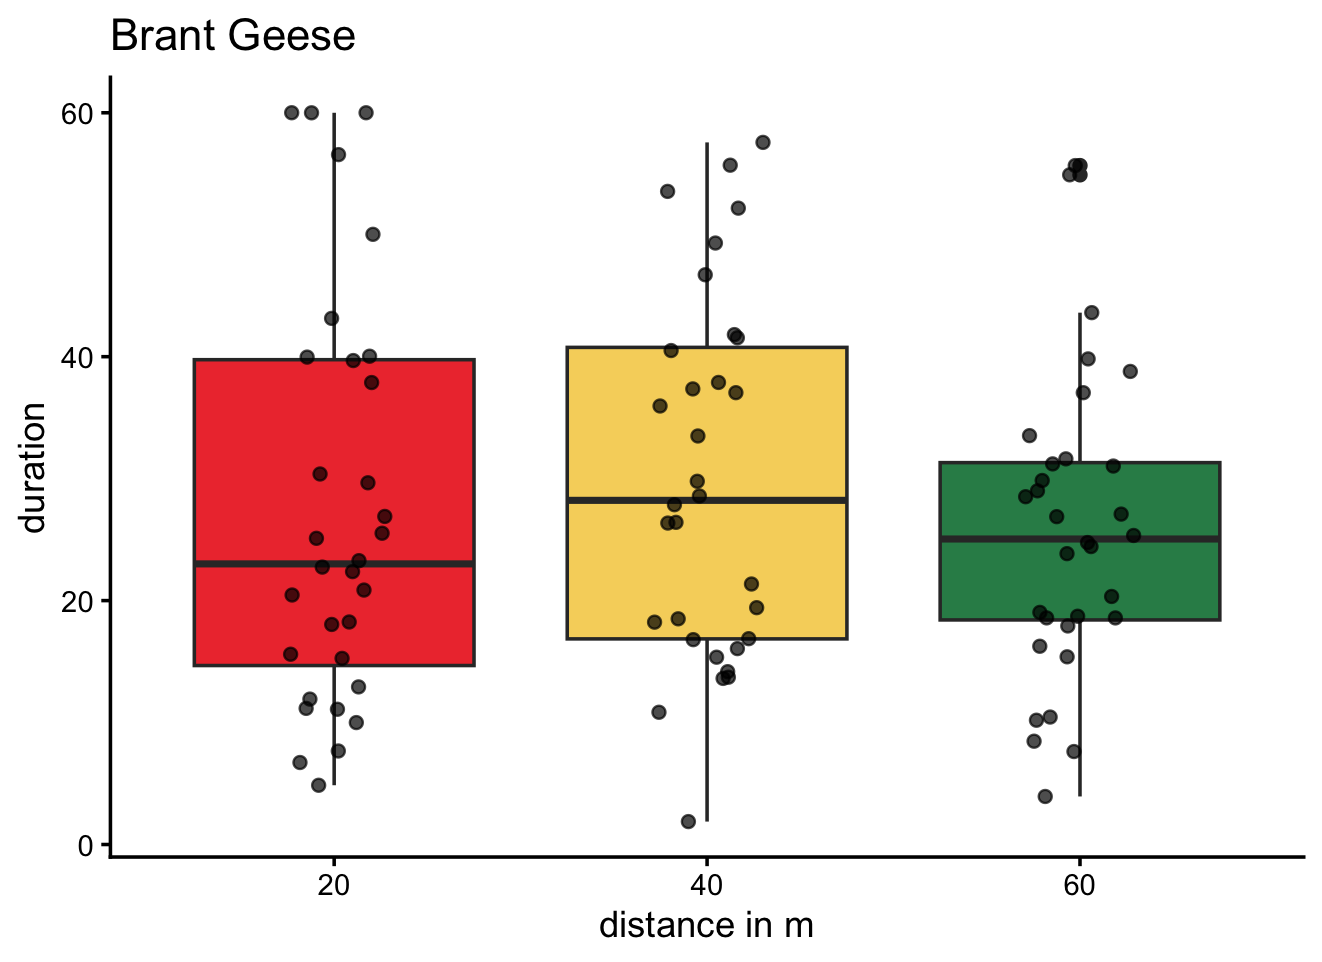 Brant Geese
60
40
20
0
duration
20 40 60
distance in m